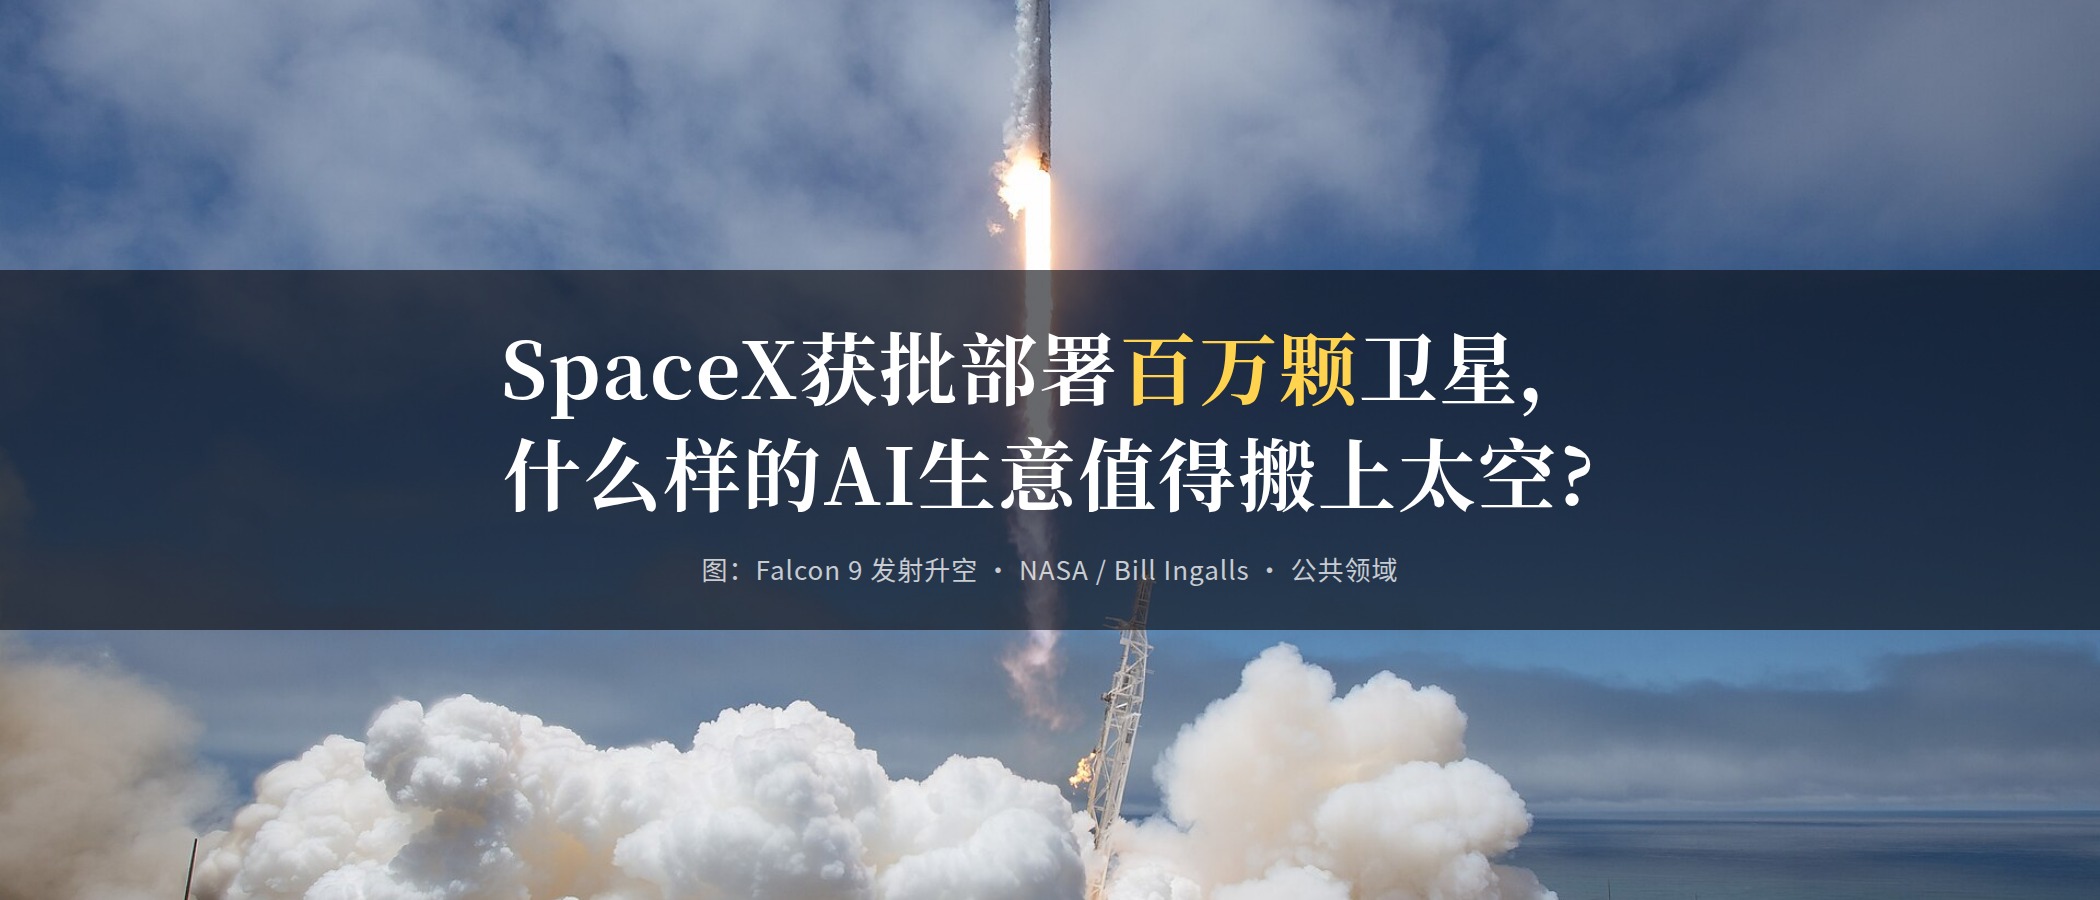 SpaceX获批部署百万颗卫星,
什么样的AI生意值得搬上太空?
图：Falcon 9 发射升空 · NASA / Bill Ingalls · 公共领域